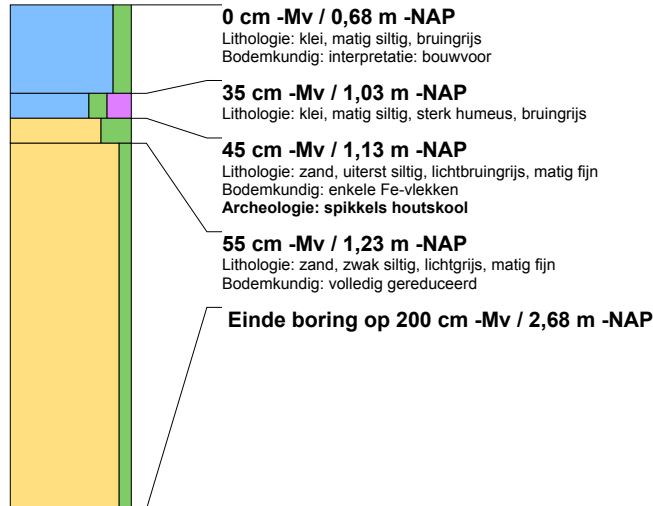 0 cm -Mv / 0,68 m -NAP
Lithologie: klei, matig siltig, bruingrijs
Bodemkundig: interpretatie: bouwvoor
35 cm -Mv / 1,03 m -NAP
Lithologie: klei, matig siltig, sterk humeus, bruingrijs
45 cm -Mv / 1,13 m -NAP
Lithologie: zand, uiterst siltig, lichtbruingrijs, matig fijn
Bodemkundig: enkele Fe-vlekken
Archeologie: spikkels houtskool
55 cm -Mv / 1,23 m -NAP
Lithologie: zand, zwak siltig, lichtgrijs, matig fijn
Bodemkundig: volledig gereduceerd
Einde boring op 200 cm -Mv / 2,68 m -NAP